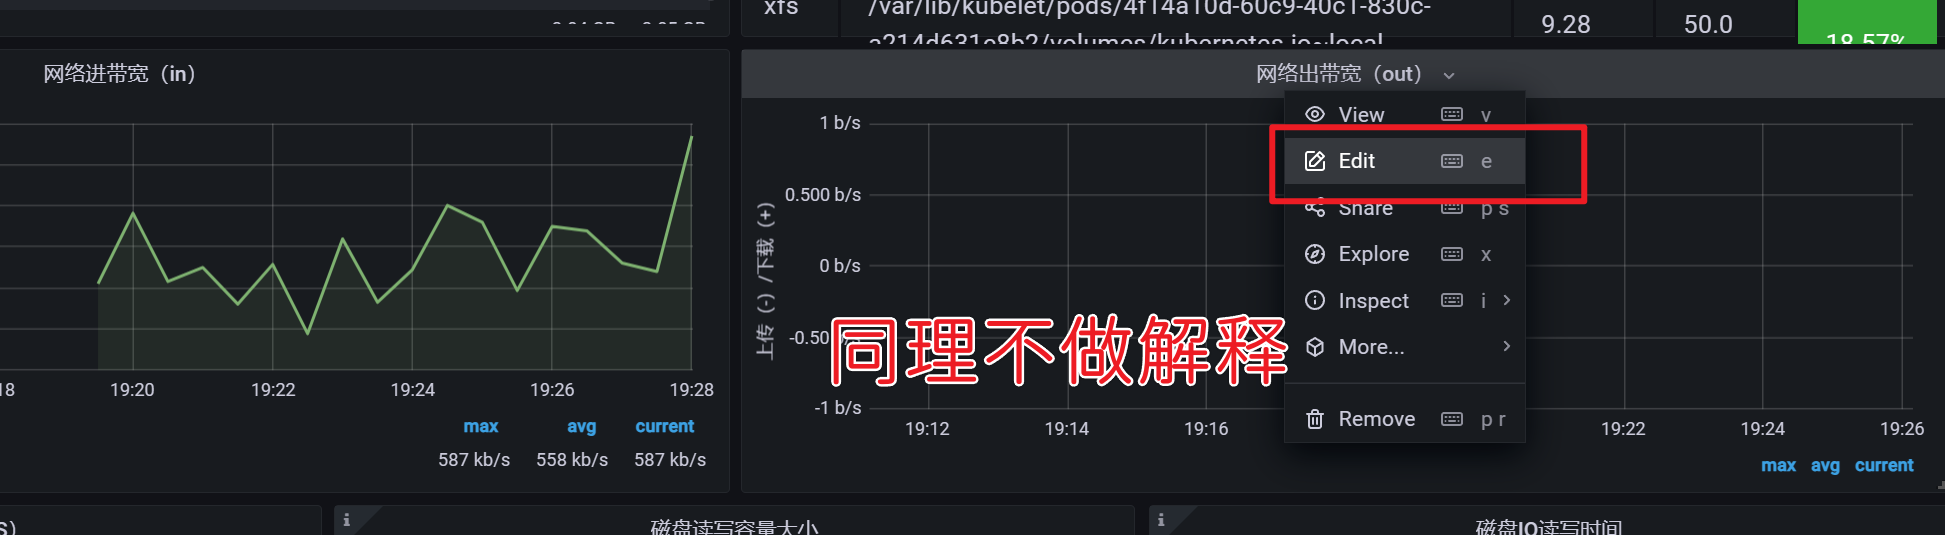 xfs
/var/lib/kubelet/pods/4f14a10d-60c9-40c1-830c-
a214d631e8b2/volumes/kubernetes.io~local
9.28
50.0
18.57%
网络进带宽（in）
19:20
19:22
19:24
19:26
19:28
max avg current
587 kb/s 558 kb/s 587 kb/s
网络出带宽（out）
1 b/s
0.500 b/s
0 b/s
-0.50
-1 b/s
上传（-）/下载（+）
19:12
19:14
19:16
19:22
19:24
19:26
max avg current
View v
Edit e
Share p s
Explore x
Inspect i
More...
Remove p r
同理不做解释
磁盘读写容量大小
磁盘IO读写时间